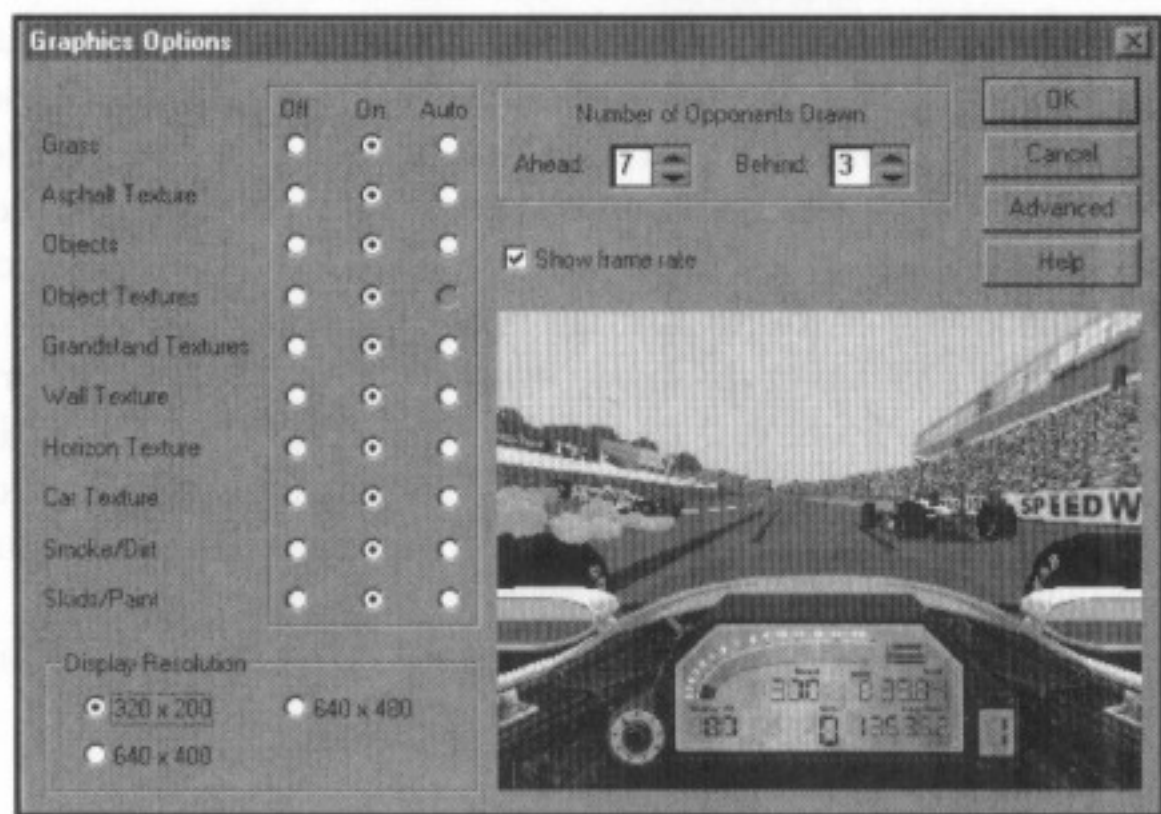 Graphics Options
Off On Auto
Grass
Asphalt Texture
Objects
Object Textures
Grandstand Textures
Wall Texture
Horizon Texture
Car Texture
Smoke/Dirt
Skids/Paint
Display Resolution
320 x 200
640 x 480
640 x 400
Number of Opponents Drawn
Ahead: 7 Behind: 3
Show frame rate
OK
Cancel
Advanced
Help
SPEEDW